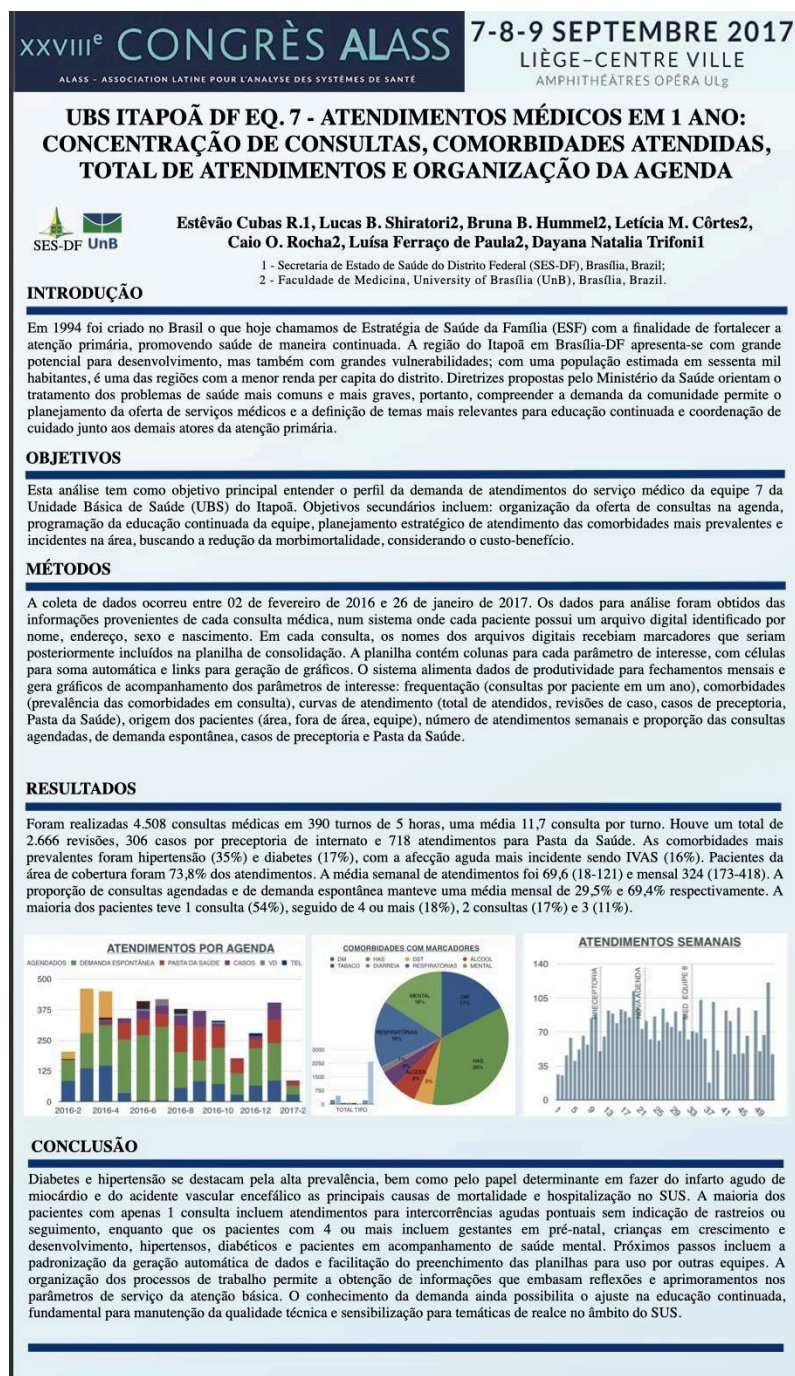 XXVIIIᵉ CONGRÈS ALASS
ALASS - ASSOCIATION LATINE POUR L'ANALYSE DES SYSTÈMES DE SANTÉ
7-8-9 SEPTEMBRE 2017
LIÈGE-CENTRE VILLE
AMPHITHÉÂTRES OPÉRA ULg
UBS ITAPOÃ DF EQ. 7 - ATENDIMENTOS MÉDICOS EM 1 ANO:
CONCENTRAÇÃO DE CONSULTAS, COMORBIDADES ATENDIDAS,
TOTAL DE ATENDIMENTOS E ORGANIZAÇÃO DA AGENDA
SES-DF UnB
Estêvão Cubas R.1, Lucas B. Shiratori2, Bruna B. Hummel2, Letícia M. Côrtes2,
Caio O. Rocha2, Luísa Ferraço de Paula2, Dayana Natalia Trifoni1
1 - Secretaria de Estado de Saúde do Distrito Federal (SES-DF), Brasília, Brazil;
2 - Faculdade de Medicina, University of Brasília (UnB), Brasília, Brazil.
INTRODUÇÃO
Em 1994 foi criado no Brasil o que hoje chamamos de Estratégia de Saúde da Família (ESF) com a finalidade de fortalecer a
atenção primária, promovendo saúde de maneira continuada. A região do Itapoã em Brasília-DF apresenta-se com grande
potencial para desenvolvimento, mas também com grandes vulnerabilidades; com uma população estimada em sessenta mil
habitantes, é uma das regiões com a menor renda per capita do distrito. Diretrizes propostas pelo Ministério da Saúde orientam o
tratamento dos problemas de saúde mais comuns e mais graves, portanto, compreender a demanda da comunidade permite o
planejamento da oferta de serviços médicos e a definição de temas mais relevantes para educação continuada e coordenação de
cuidado junto aos demais atores da atenção primária.
OBJETIVOS
Esta análise tem como objetivo principal entender o perfil da demanda de atendimentos do serviço médico da equipe 7 da
Unidade Básica de Saúde (UBS) do Itapoã. Objetivos secundários incluem: organização da oferta de consultas na agenda,
programação da educação continuada da equipe, planejamento estratégico de atendimento das comorbidades mais prevalentes e
incidentes na área, buscando a redução da morbimortalidade, considerando o custo-benefício.
MÉTODOS
A coleta de dados ocorreu entre 02 de fevereiro de 2016 e 26 de janeiro de 2017. Os dados para análise foram obtidos das
informações provenientes de cada consulta médica, num sistema onde cada paciente possui um arquivo digital identificado por
nome, endereço, sexo e nascimento. Em cada consulta, os nomes dos arquivos digitais recebiam marcadores que seriam
posteriormente incluídos na planilha de consolidação. A planilha contém colunas para cada parâmetro de interesse, com células
para soma automática e links para geração de gráficos. O sistema alimenta dados de produtividade para fechamentos mensais e
gera gráficos de acompanhamento dos parâmetros de interesse: frequentação (consultas por paciente em um ano), comorbidades
(prevalência das comorbidades em consulta), curvas de atendimento (total de atendidos, revisões de caso, casos de preceptoria,
Pasta da Saúde), origem dos pacientes (área, fora de área, equipe), número de atendimentos semanais e proporção das consultas
agendadas, de demanda espontânea, casos de preceptoria e Pasta da Saúde.
RESULTADOS
Foram realizadas 4.508 consultas médicas em 390 turnos de 5 horas, uma média 11,7 consulta por turno. Houve um total de
2.666 revisões, 306 casos por preceptoria de internato e 718 atendimentos para Pasta da Saúde. As comorbidades mais
prevalentes foram hipertensão (35%) e diabetes (17%), com a afecção aguda mais incidente sendo IVAS (16%). Pacientes da
área de cobertura foram 73,8% dos atendimentos. A média semanal de atendimentos foi 69,6 (18-121) e mensal 324 (173-418). A
proporção de consultas agendadas e de demanda espontânea manteve uma média mensal de 29,5% e 69,4% respectivamente. A
maioria dos pacientes teve 1 consulta (54%), seguido de 4 ou mais (18%), 2 consultas (17%) e 3 (11%).
ATENDIMENTOS POR AGENDA
AGENDADOS DEMANDA ESPONTÂNEA PASTA DA SAÚDE CASOS VD TEL
500
375
250
125
0
2016-2 2016-4 2016-6 2016-8 2016-10 2016-12 2017-2
COMORBIDADES COM MARCADORES
DM HAS DST ÁLCOOL
TABACO DIARREIA RESPIRATÓRIAS MENTAL
MENTAL
DM
17%
RESPIRATÓRIAS
HAS
ÁLCOOL
3000
2250
1500
750
0
TOTAL TIPO
ATENDIMENTOS SEMANAIS
140
105
70
35
0
PRECEPTORIA
NOVA AGENDA
MED EQUIPE 8
1 5 9 13 17 21 25 29 33 37 41 45 49
CONCLUSÃO
Diabetes e hipertensão se destacam pela alta prevalência, bem como pelo papel determinante em fazer do infarto agudo de
miocárdio e do acidente vascular encefálico as principais causas de mortalidade e hospitalização no SUS. A maioria dos
pacientes com apenas 1 consulta incluem atendimentos para intercorrências agudas pontuais sem indicação de rastreios ou
seguimento, enquanto que os pacientes com 4 ou mais incluem gestantes em pré-natal, crianças em crescimento e
desenvolvimento, hipertensos, diabéticos e pacientes em acompanhamento de saúde mental. Próximos passos incluem a
padronização da geração automática de dados e facilitação do preenchimento das planilhas para uso por outras equipes. A
organização dos processos de trabalho permite a obtenção de informações que embasam reflexões e aprimoramentos nos
parâmetros de serviço da atenção básica. O conhecimento da demanda ainda possibilita o ajuste na educação continuada,
fundamental para manutenção da qualidade técnica e sensibilização para temáticas de realce no âmbito do SUS.